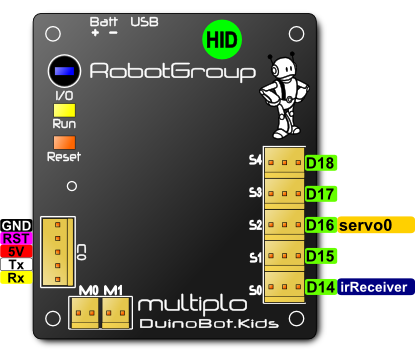 Batt USB
+ -
HID
RobotGroup
I/O
Run
Reset
S4 D18
S3 D17
S2 D16 servo0
S1 D15
S0 D14 irReceiver
GND
RST
5V
Tx
Rx
C0
M0 M1
multiplo
DuinoBot.Kids